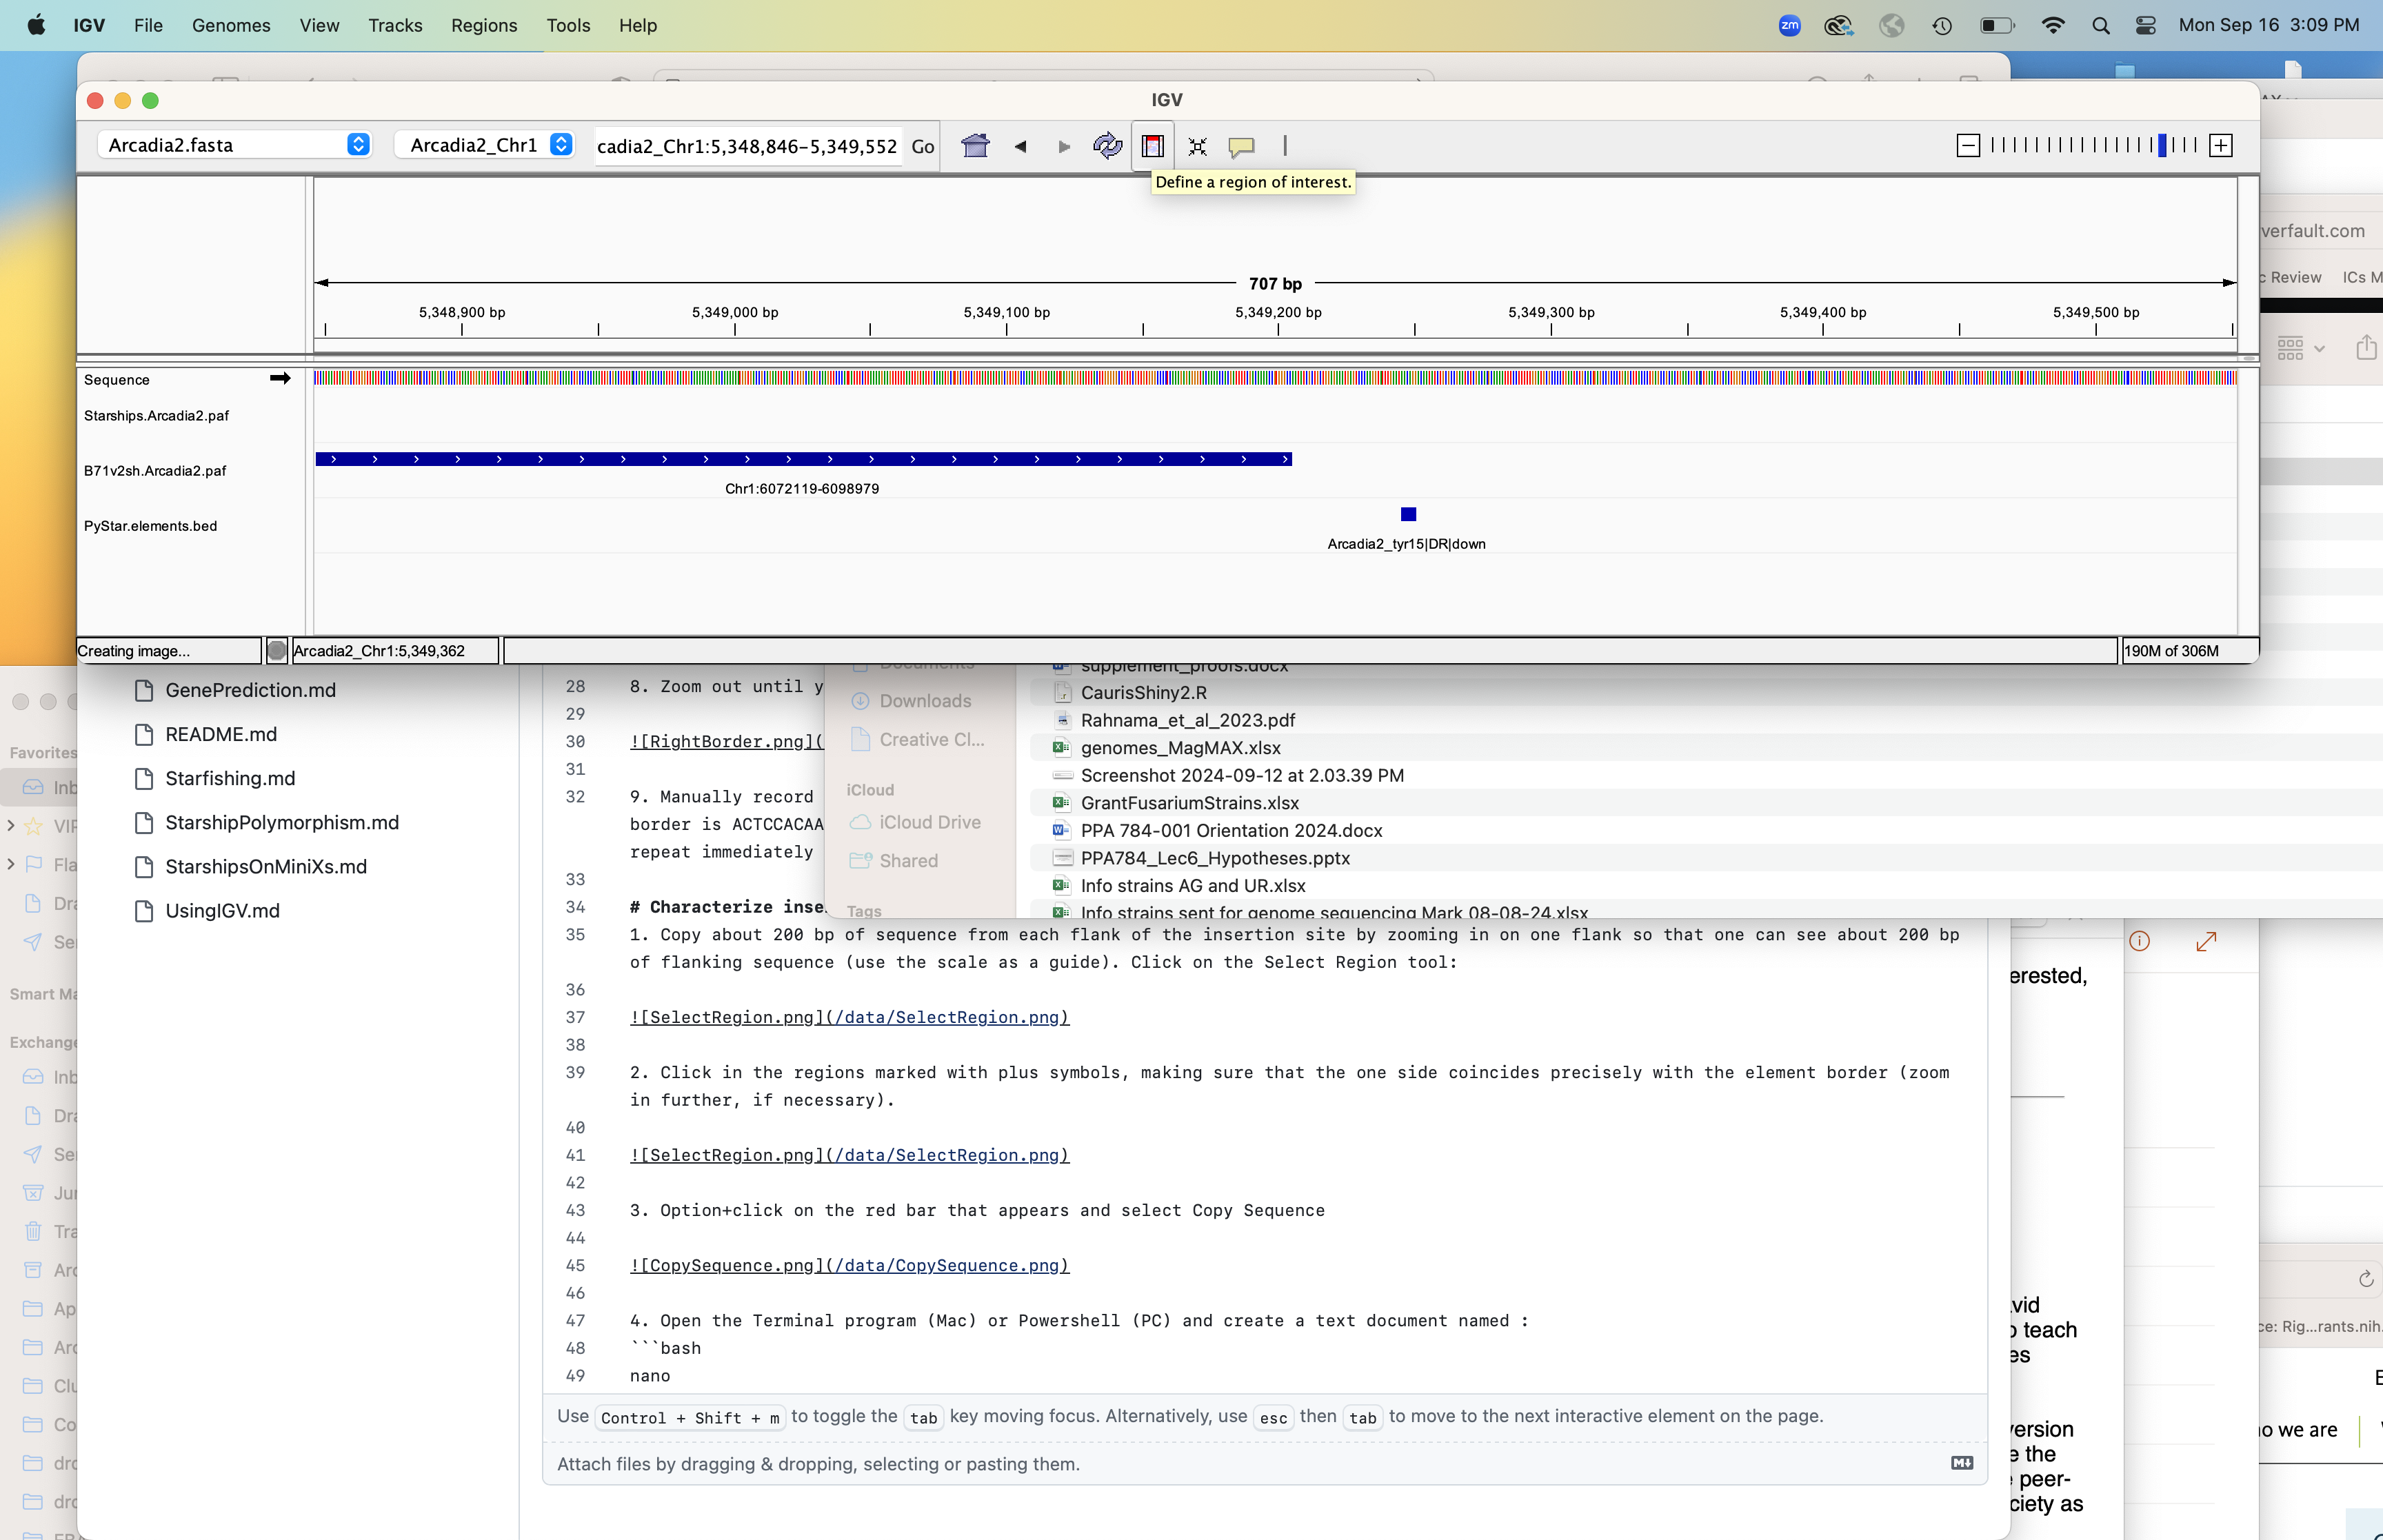 IGV File Genomes View Tracks Regions Tools Help
zm
Mon Sep 16 3:09 PM
IGV
Arcadia2.fasta
Arcadia2_Chr1
cadia2_Chr1:5,348,846-5,349,552
Go
Define a region of interest.
707 bp
5,348,900 bp 5,349,000 bp 5,349,100 bp 5,349,200 bp 5,349,300 bp 5,349,400 bp 5,349,500 bp
Sequence
Starships.Arcadia2.paf
B71v2sh.Arcadia2.paf
Chr1:6072119-6098979
PyStar.elements.bed
Arcadia2_tyr15|DR|down
Creating image...
Arcadia2_Chr1:5,349,362
190M of 306M
verfault.com
c Review ICs M
Favorites
Inb
VIP
Fla
Dra
Se
Smart Ma
Exchange
Inb
Dra
Se
Jun
Tra
Arc
Ap
Arc
Clu
Co
dro
dro
GenePrediction.md
README.md
Starfishing.md
StarshipPolymorphism.md
StarshipsOnMiniXs.md
UsingIGV.md
Documents
Downloads
Creative Cl...
iCloud
iCloud Drive
Shared
Tags
supplement_proofs.docx
CaurisShiny2.R
Rahnama_et_al_2023.pdf
genomes_MagMAX.xlsx
Screenshot 2024-09-12 at 2.03.39 PM
GrantFusariumStrains.xlsx
PPA 784-001 Orientation 2024.docx
PPA784_Lec6_Hypotheses.pptx
Info strains AG and UR.xlsx
Info strains sent for genome sequencing Mark 08-08-24.xlsx
28 8. Zoom out until y
29
30 ![RightBorder.png](
31
32 9. Manually record
border is ACTCCACAA
repeat immediately
33
34 # Characterize inse
35 1. Copy about 200 bp of sequence from each flank of the insertion site by zooming in on one flank so that one can see about 200 bp
of flanking sequence (use the scale as a guide). Click on the Select Region tool:
36
37 ![SelectRegion.png](/data/SelectRegion.png)
38
39 2. Click in the regions marked with plus symbols, making sure that the one side coincides precisely with the element border (zoom
in further, if necessary).
40
41 ![SelectRegion.png](/data/SelectRegion.png)
42
43 3. Option+click on the red bar that appears and select Copy Sequence
44
45 ![CopySequence.png](/data/CopySequence.png)
46
47 4. Open the Terminal program (Mac) or Powershell (PC) and create a text document named :
48 ```bash
49 nano
Use Control + Shift + m to toggle the tab key moving focus. Alternatively, use esc then tab to move to the next interactive element on the page.
Attach files by dragging & dropping, selecting or pasting them.
erested,
vid
o teach
es
ersion
e the
peer-
ciety as
ce: Rig...rants.nih.
o we are